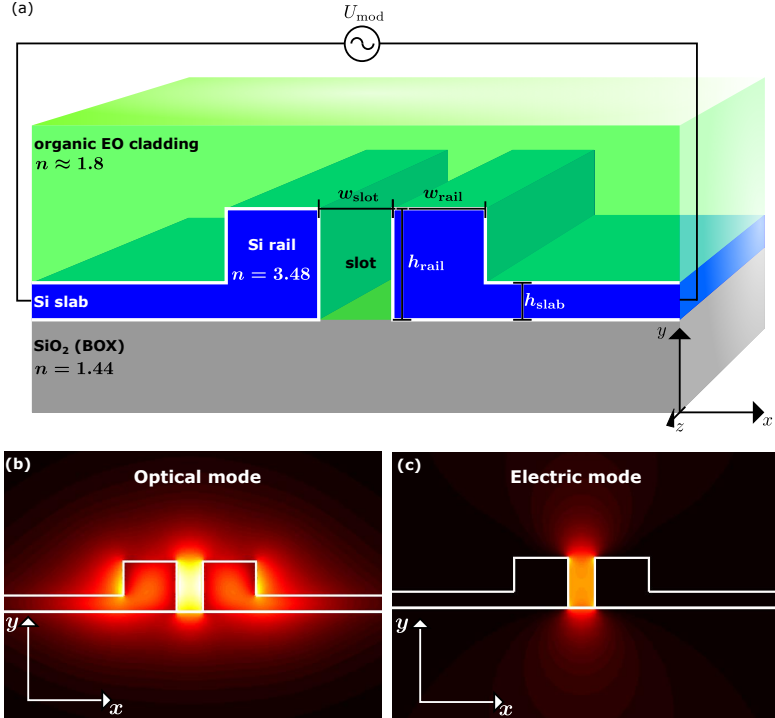 (a)
U_mod
organic EO cladding
n ≈ 1.8
w_slot
w_rail
Si rail
n = 3.48
slot
h_rail
Si slab
h_slab
SiO₂ (BOX)
n = 1.44
y
x
z
(b)
Optical mode
y
x
(c)
Electric mode
y
x